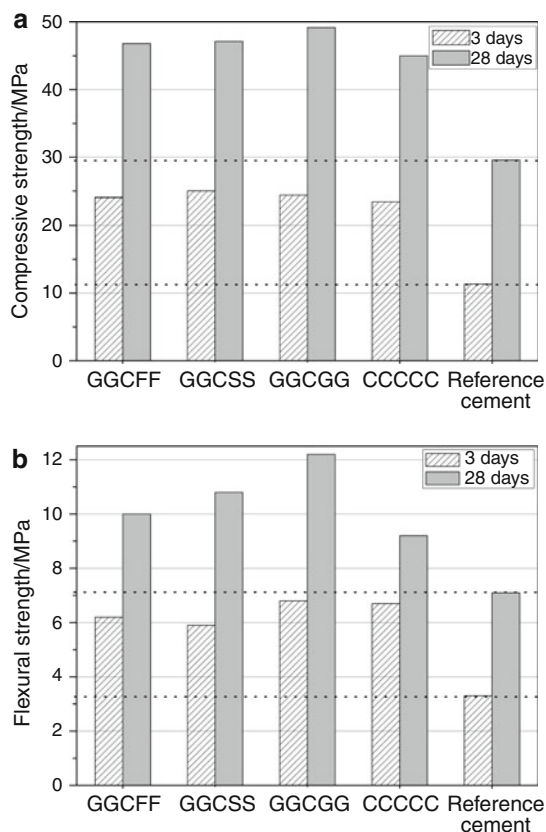 a
50
40
30
20
10
0
Compressive strength/MPa
3 days
28 days
GGCFF GGCSS GGCGG CCCCC Reference
cement
b
12
10
8
6
4
2
0
Flexural strength/MPa
3 days
28 days
GGCFF GGCSS GGCGG CCCCC Reference
cement